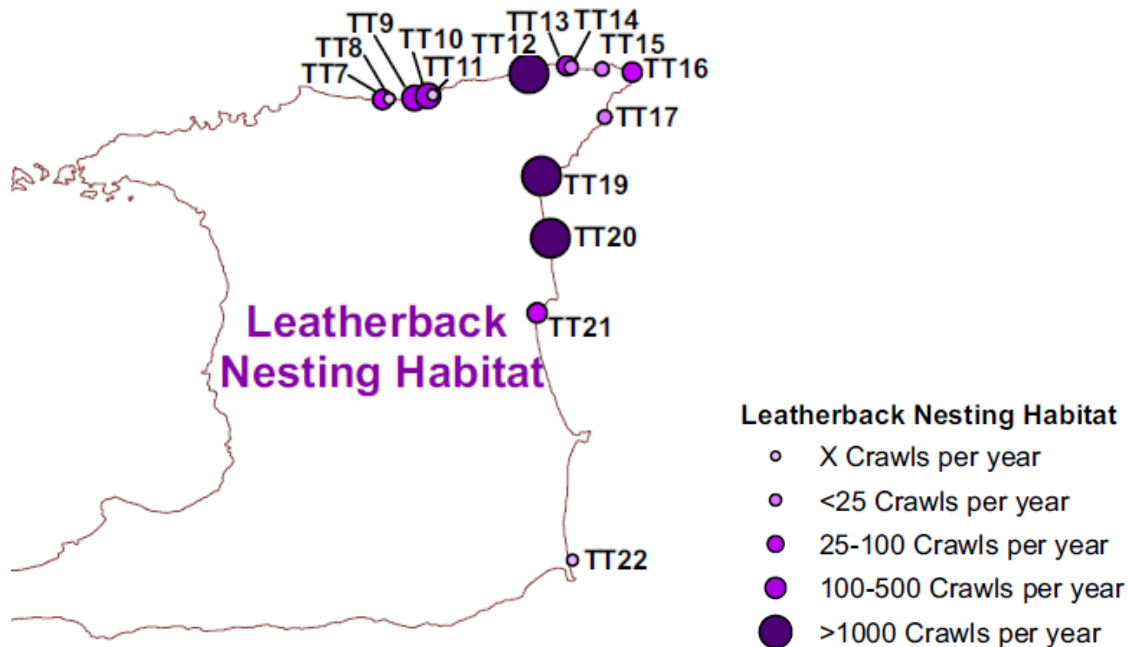 TT9
TT8
TT7
TT10
TT11
TT12
TT13
TT14
TT15
TT16
TT17
TT19
TT20
TT21
TT22
Leatherback
Nesting Habitat
Leatherback Nesting Habitat
X Crawls per year
<25 Crawls per year
25-100 Crawls per year
100-500 Crawls per year
>1000 Crawls per year